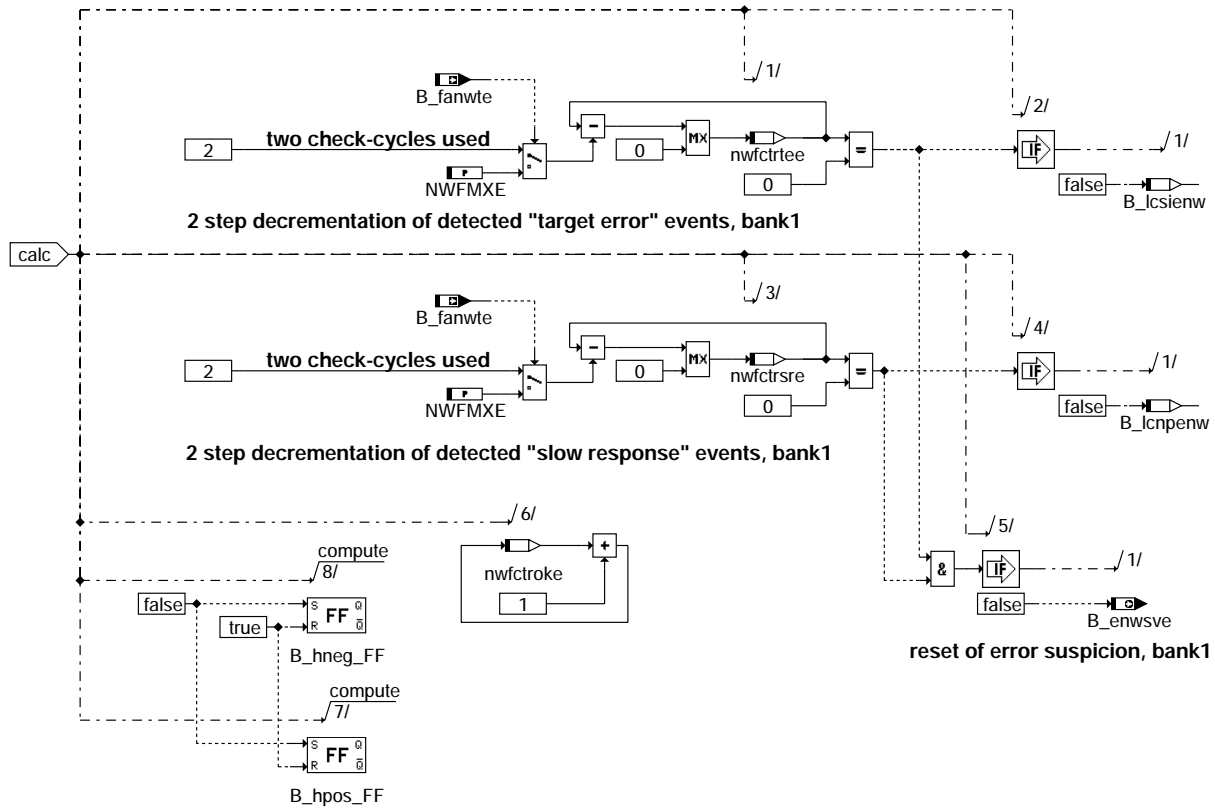 /1/
B_fanwte
/2/
two check-cycles used
2
-
MX
=
IF
/1/
0
nwfctrtee
P
NWFMXE
0
false
B_lcsienw
2 step decrementation of detected "target error" events, bank1
calc
/3/
B_fanwte
/4/
two check-cycles used
2
-
MX
=
IF
/1/
0
nwfctrsre
P
NWFMXE
0
false
B_lcnpenw
2 step decrementation of detected "slow response" events, bank1
/6/
/5/
compute
8/
+
nwfctroke
&
IF
/1/
false
S Q
FF
R Q
1
false
true
B_enwsve
B_hneg_FF
reset of error suspicion, bank1
compute
7/
S Q
FF
R Q
B_hpos_FF